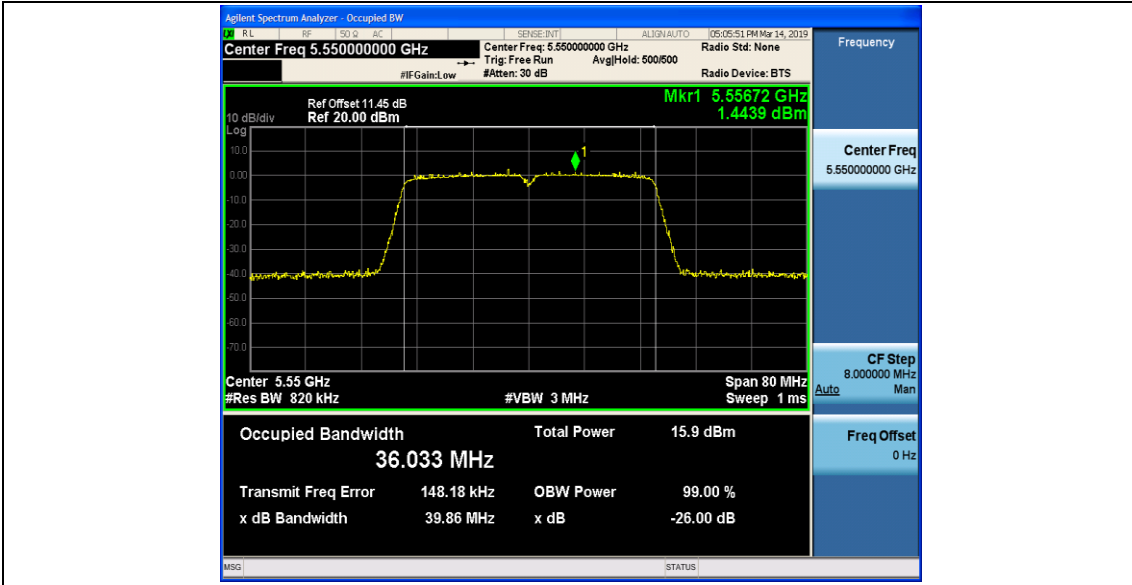 Agilent Spectrum Analyzer - Occupied BW
RL RF 50 Ω AC SENSE:INT ALIGN AUTO 05:05:51 PM Mar 14, 2019
Center Freq 5.550000000 GHz
Center Freq: 5.550000000 GHz
Radio Std: None
Trig: Free Run Avg|Hold: 500/500
#IFGain:Low
#Atten: 30 dB
Radio Device: BTS
Frequency
Mkr1 5.55672 GHz
1.4439 dBm
Ref Offset 11.45 dB
10 dB/div Ref 20.00 dBm
Log
10.0
1
0.00
-10.0
-20.0
-30.0
-40.0
-50.0
-60.0
-70.0
Center 5.55 GHz Span 80 MHz
#Res BW 820 kHz #VBW 3 MHz Sweep 1 ms
Center Freq
5.550000000 GHz
CF Step
8.000000 MHz
Auto Man
Freq Offset
0 Hz
Occupied Bandwidth Total Power 15.9 dBm
36.033 MHz
Transmit Freq Error 148.18 kHz OBW Power 99.00 %
x dB Bandwidth 39.86 MHz x dB -26.00 dB
MSG STATUS